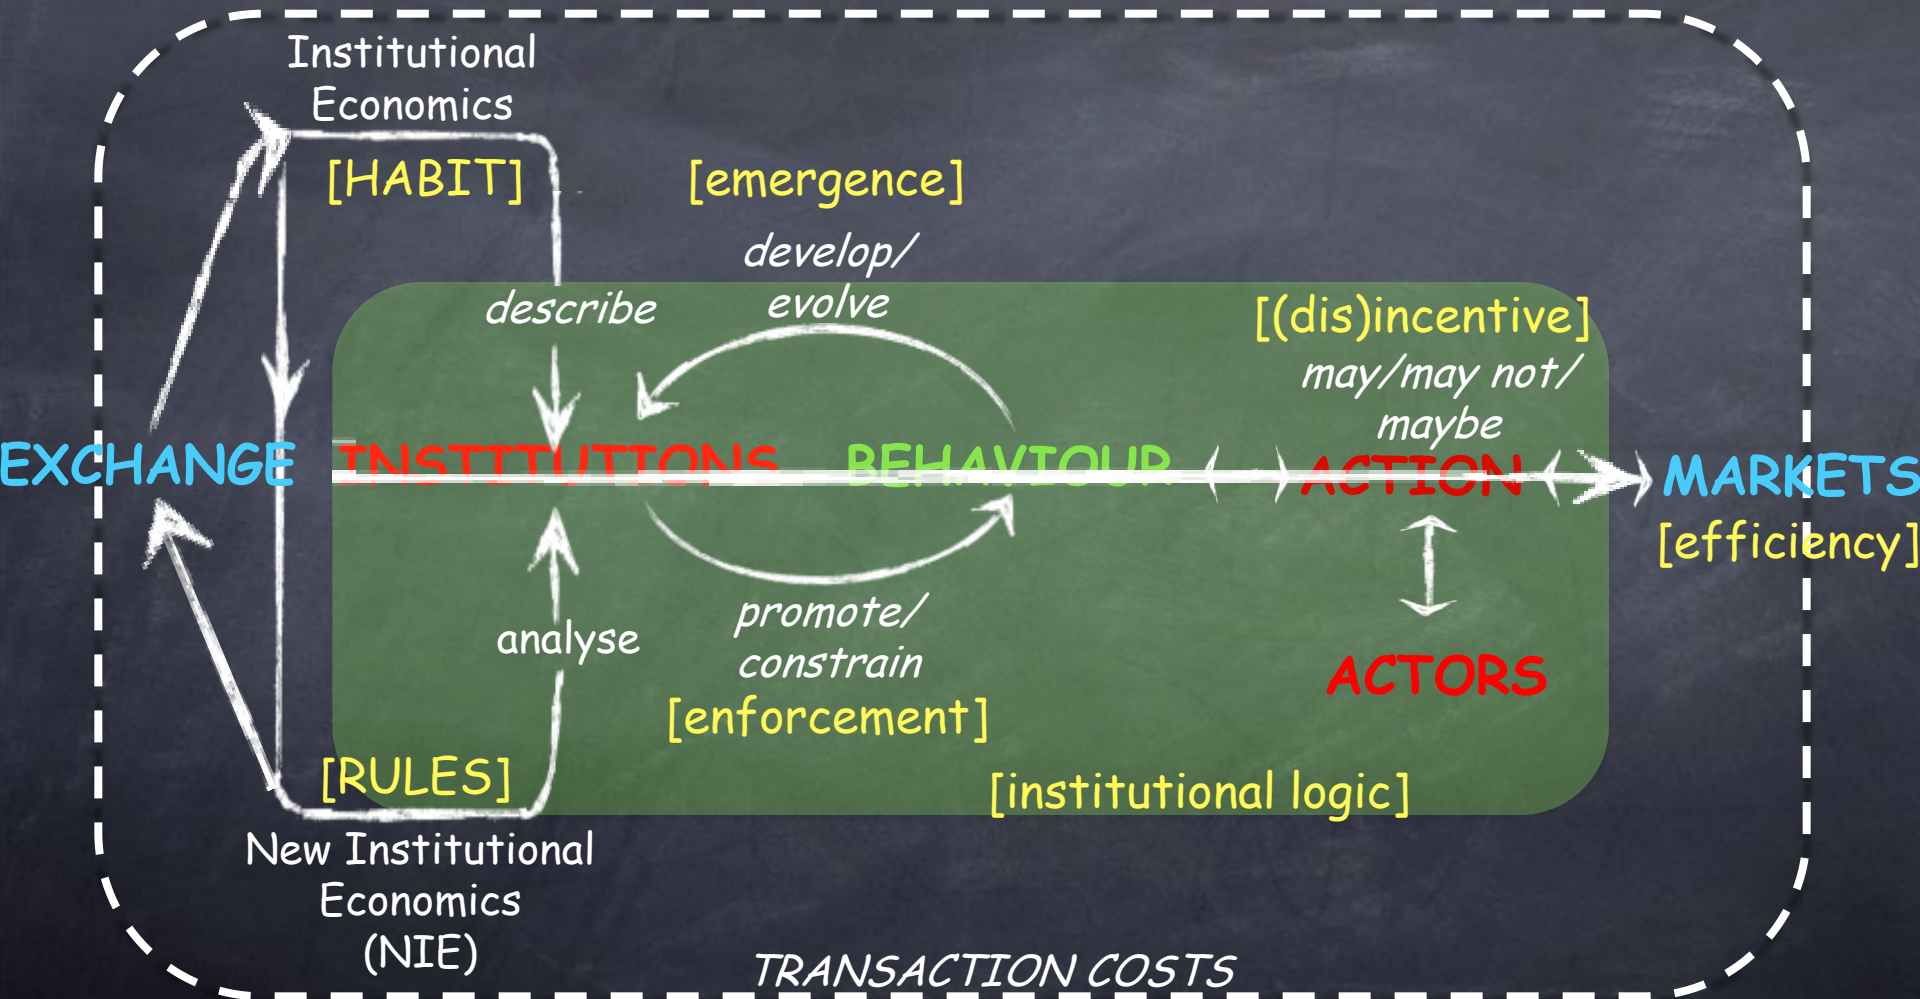 Institutional
Economics
[HABIT]
[emergence]
develop/
evolve
describe
[(dis)incentive]
may/may not/
maybe
EXCHANGE
INSTITUTIONS
BEHAVIOUR
ACTION
MARKETS
[efficiency]
analyse
promote/
constrain
[enforcement]
ACTORS
[RULES]
[institutional logic]
New Institutional
Economics
(NIE)
TRANSACTION COSTS